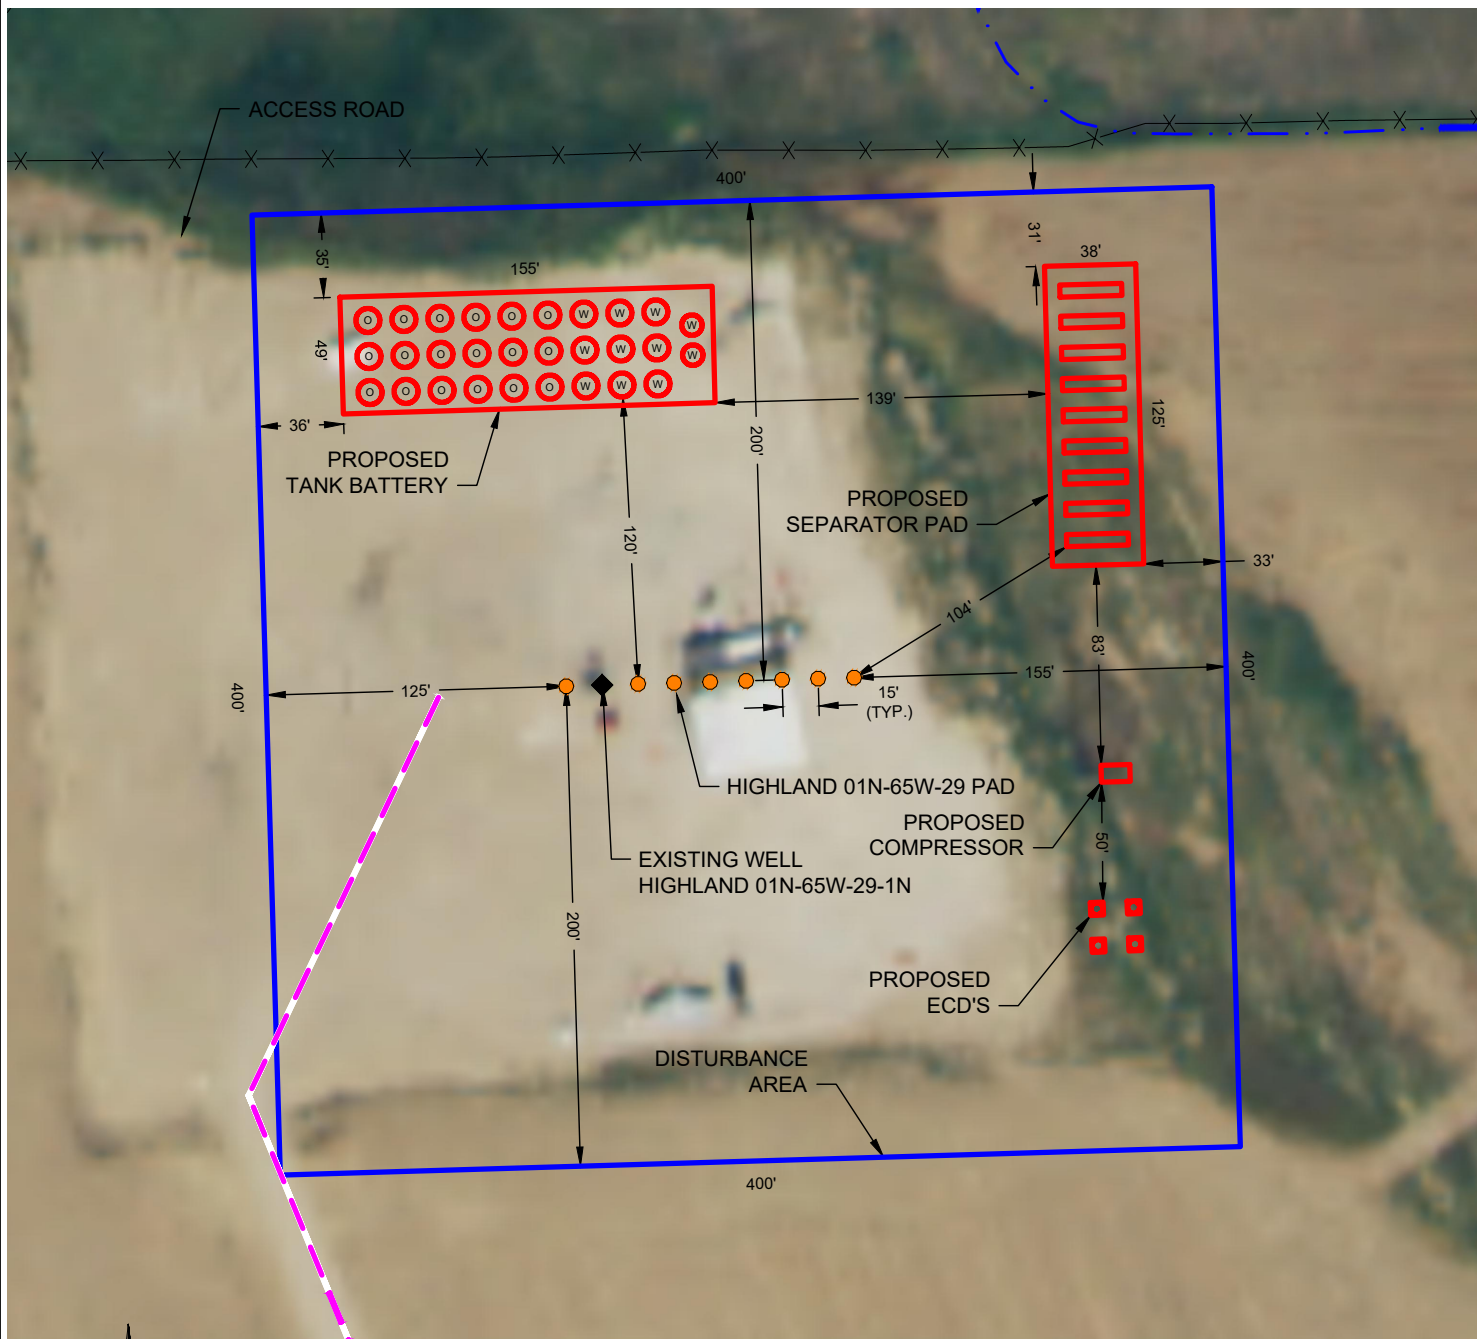 ACCESS ROAD
400'
35'
155'
31'
38'
O O O O O O W W W W
49'
O O O O O O W W W W
O O O O O O W W W
36'
139'
125'
200'
PROPOSED
TANK BATTERY
PROPOSED
SEPARATOR PAD
120'
33'
104'
83'
400'
125'
155'
400'
15'
(TYP.)
HIGHLAND 01N-65W-29 PAD
PROPOSED
COMPRESSOR
50'
EXISTING WELL
HIGHLAND 01N-65W-29-1N
200'
PROPOSED
ECD'S
DISTURBANCE
AREA
400'